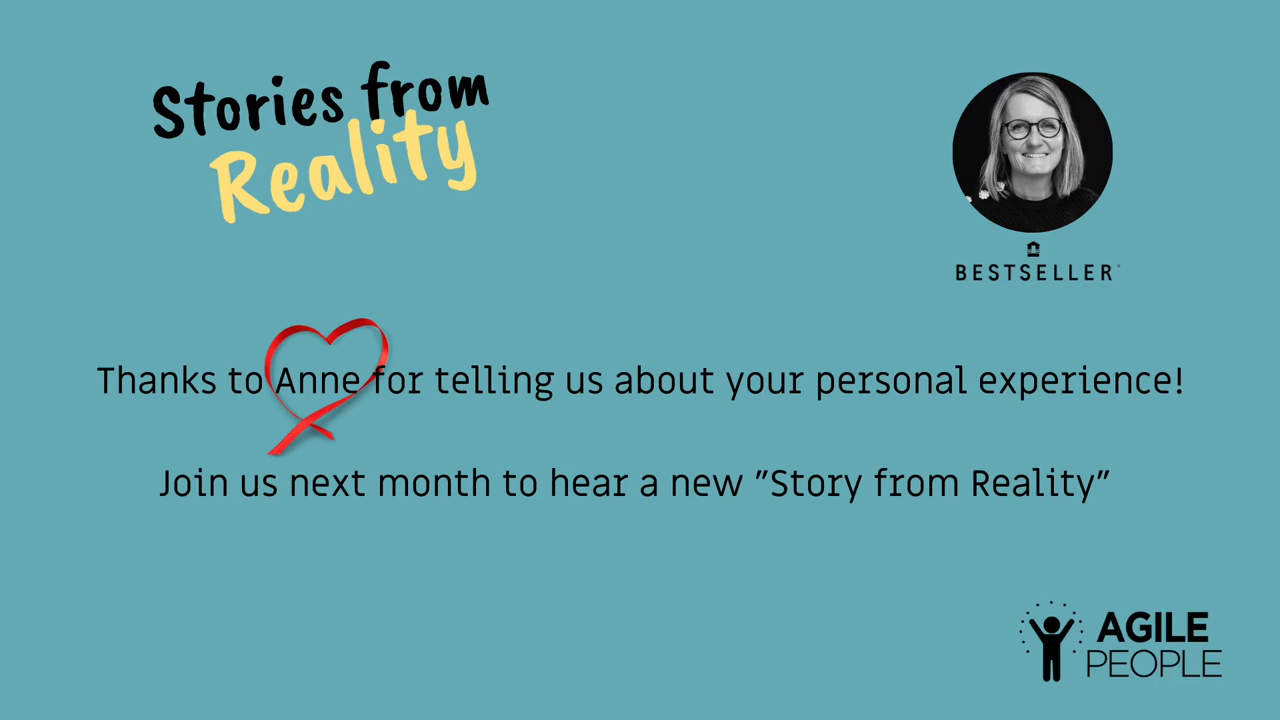 Stories from
Reality
BESTSELLER
Thanks to Anne for telling us about your personal experience!
Join us next month to hear a new ”Story from Reality”
AGILE
PEOPLE